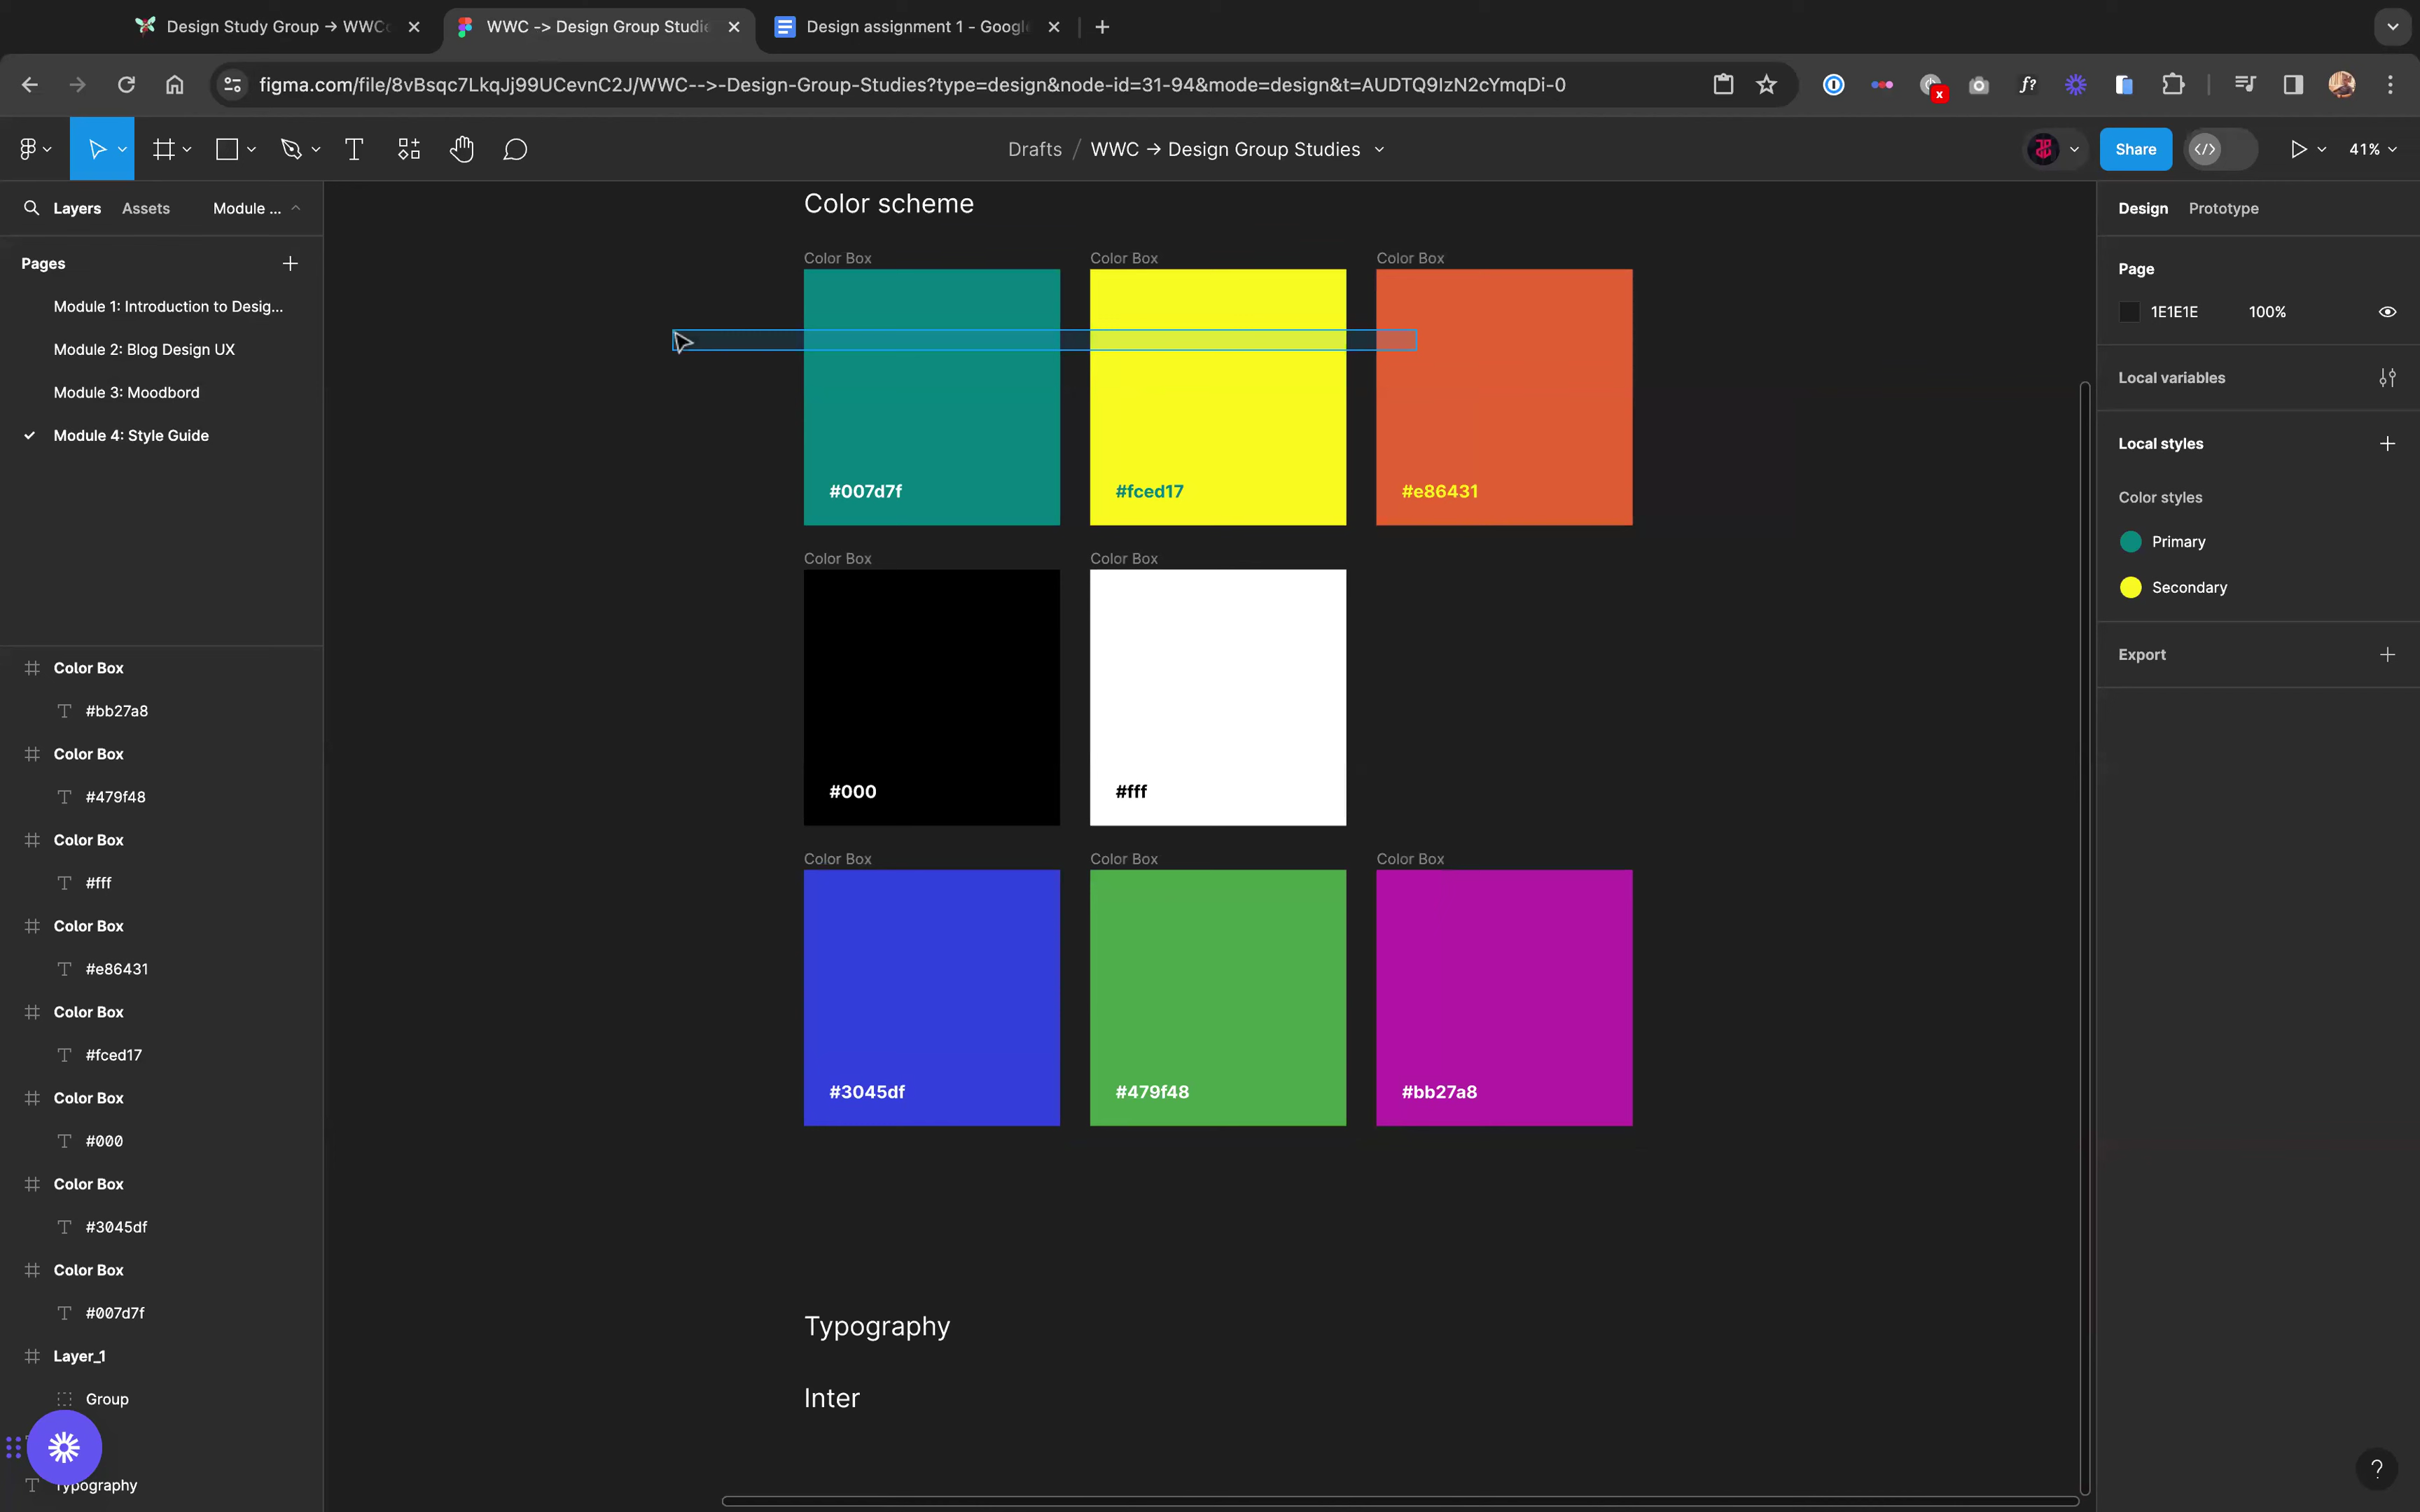 Design Study Group → WWC
WWC -> Design Group Studie
Design assignment 1 - Googl
figma.com/file/8vBsqc7LkqJj99UCevnC2J/WWC-->-Design-Group-Studies?type=design&node-id=31-94&mode=design&t=AUDTQ9IzN2cYmqDi-0
Drafts / WWC → Design Group Studies
Share
41%
Layers
Assets
Module ...
Pages
Module 1: Introduction to Desig...
Module 2: Blog Design UX
Module 3: Moodbord
Module 4: Style Guide
Color Box
#bb27a8
Color Box
#479f48
Color Box
#fff
Color Box
#e86431
Color Box
#fced17
Color Box
#000
Color Box
#3045df
Color Box
#007d7f
Layer_1
Group
Typography
Color scheme
Color Box
Color Box
Color Box
#007d7f
#fced17
#e86431
Color Box
Color Box
#000
#fff
Color Box
Color Box
Color Box
#3045df
#479f48
#bb27a8
Typography
Inter
Design
Prototype
Page
1E1E1E
100%
Local variables
Local styles
Color styles
Primary
Secondary
Export
?